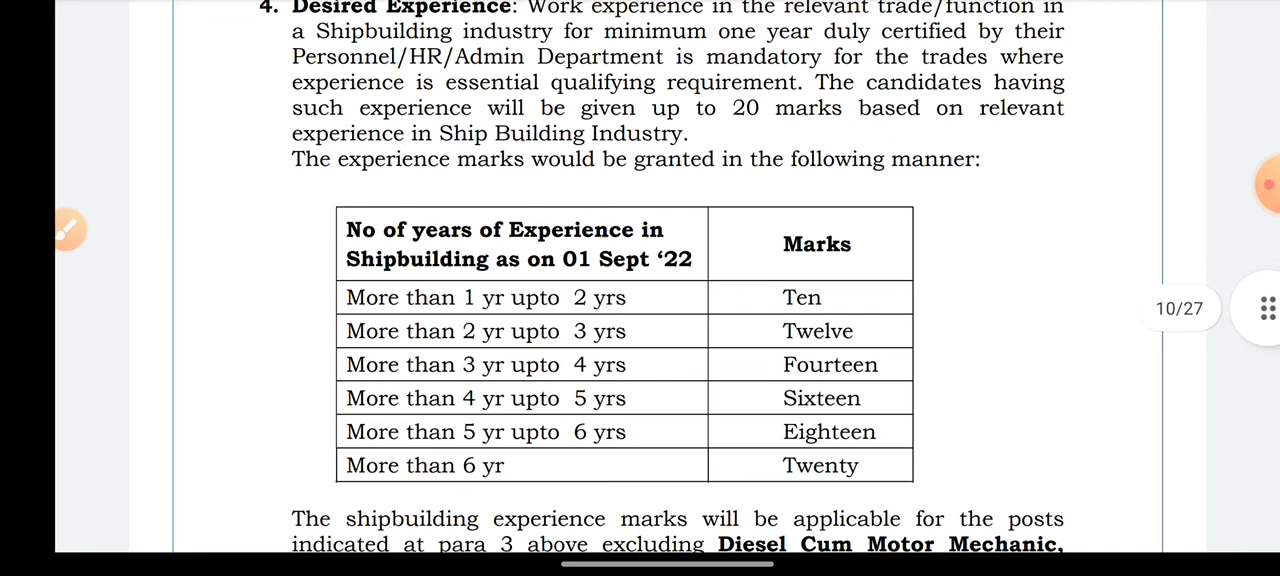 4. Desired Experience: Work experience in the relevant trade/function in
a Shipbuilding industry for minimum one year duly certified by their
Personnel/HR/Admin Department is mandatory for the trades where
experience is essential qualifying requirement. The candidates having
such experience will be given up to 20 marks based on relevant
experience in Ship Building Industry.
The experience marks would be granted in the following manner:
No of years of Experience in
Shipbuilding as on 01 Sept ‘22
Marks
More than 1 yr upto 2 yrs Ten
More than 2 yr upto 3 yrs Twelve
More than 3 yr upto 4 yrs Fourteen
More than 4 yr upto 5 yrs Sixteen
More than 5 yr upto 6 yrs Eighteen
More than 6 yr Twenty
10/27
The shipbuilding experience marks will be applicable for the posts
indicated at para 3 above excluding Diesel Cum Motor Mechanic,